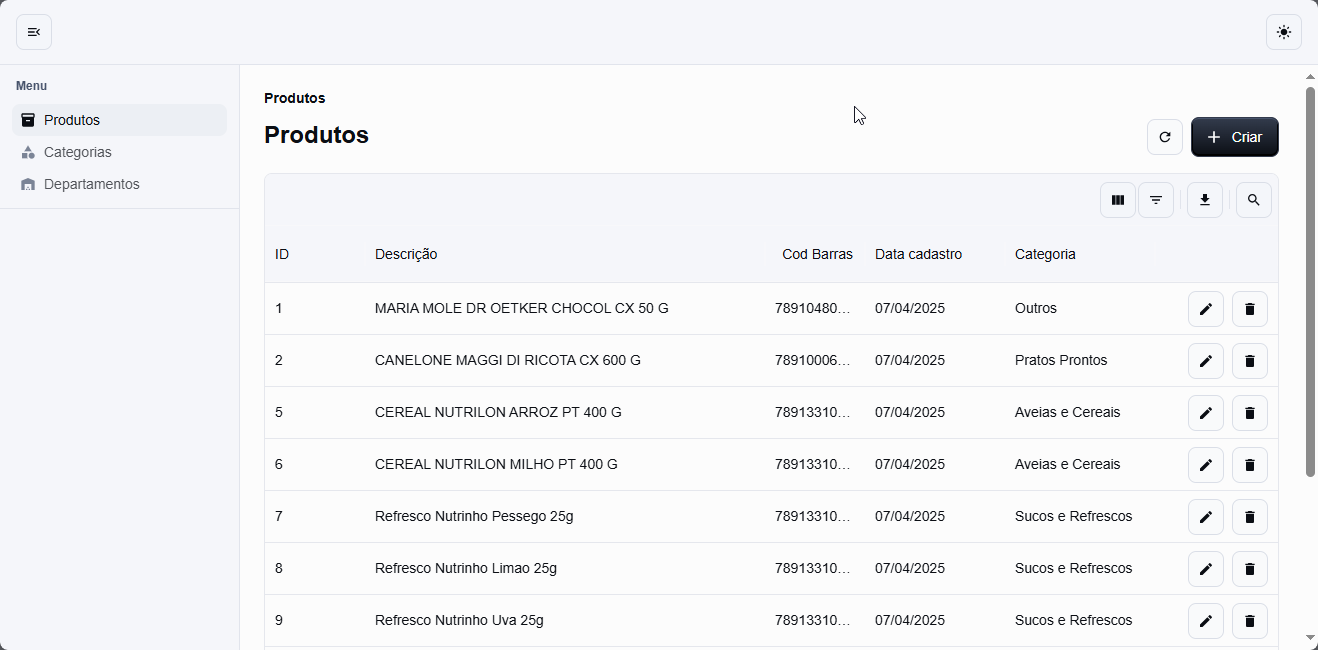 Menu
Produtos
Categorias
Departamentos
Produtos
Produtos
Criar
ID Descrição Cod Barras Data cadastro Categoria
1 MARIA MOLE DR OETKER CHOCOL CX 50 G 78910480… 07/04/2025 Outros
2 CANELONE MAGGI DI RICOTA CX 600 G 78910006… 07/04/2025 Pratos Prontos
5 CEREAL NUTRILON ARROZ PT 400 G 78913310… 07/04/2025 Aveias e Cereais
6 CEREAL NUTRILON MILHO PT 400 G 78913310… 07/04/2025 Aveias e Cereais
7 Refresco Nutrinho Pessego 25g 78913310… 07/04/2025 Sucos e Refrescos
8 Refresco Nutrinho Limao 25g 78913310… 07/04/2025 Sucos e Refrescos
9 Refresco Nutrinho Uva 25g 78913310… 07/04/2025 Sucos e Refrescos